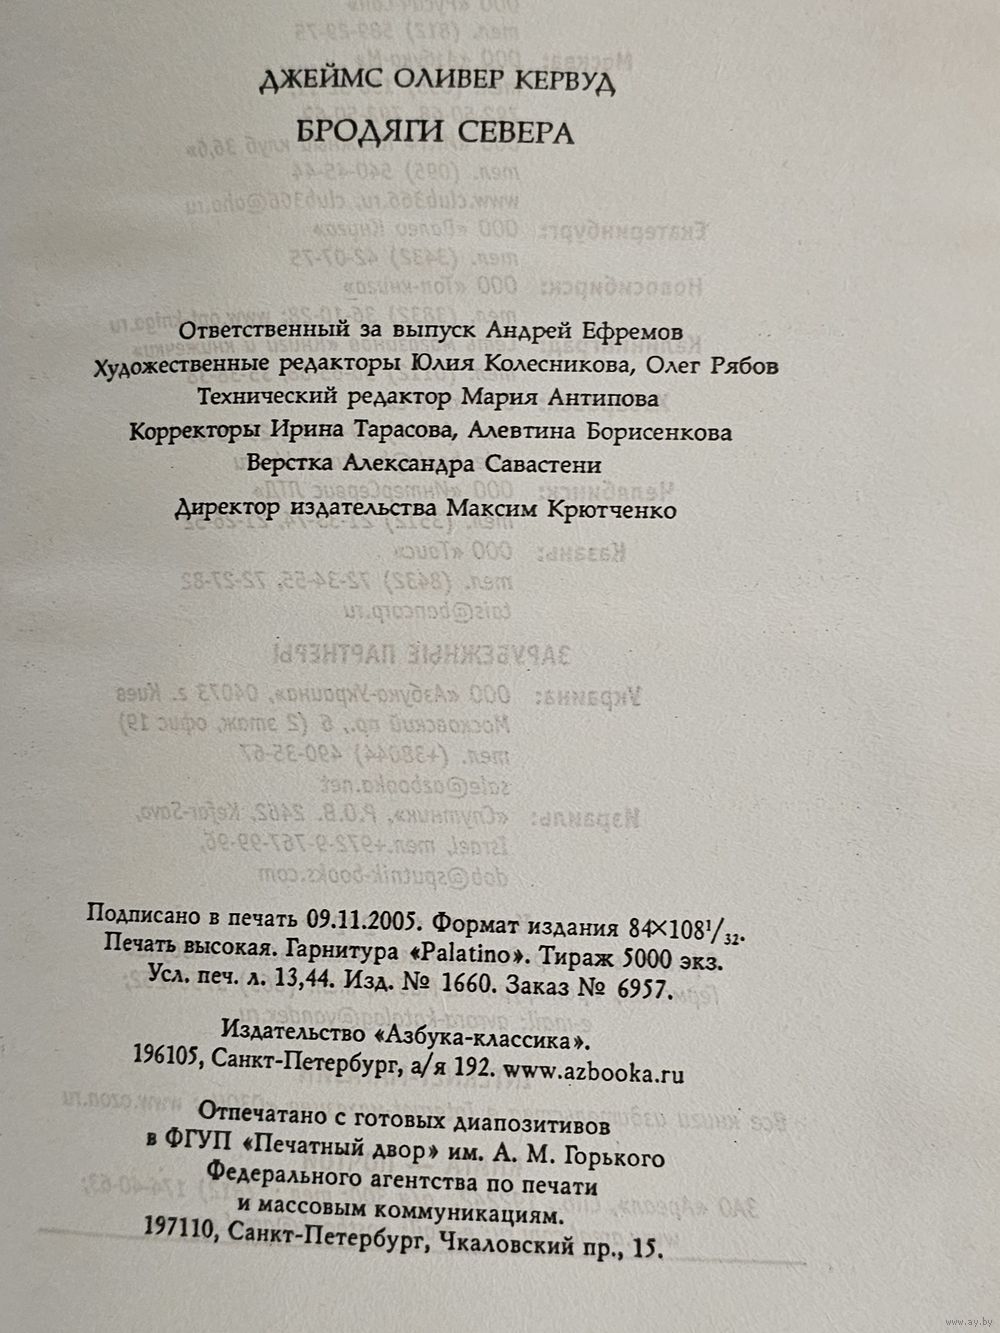 ДЖЕЙМС ОЛИВЕР КЕРВУД
БРОДЯГИ СЕВЕРА
Ответственный за выпуск Андрей Ефремов
Художественные редакторы Юлия Колесникова, Олег Рябов
Технический редактор Мария Антипова
Корректоры Ирина Тарасова, Алевтина Борисенкова
Верстка Александра Савастени
Директор издательства Максим Крютченко
Подписано в печать 09.11.2005. Формат издания 84×108¹/₃₂.
Печать высокая. Гарнитура «Palatino». Тираж 5000 экз.
Усл. печ. л. 13,44. Изд. № 1660. Заказ № 6957.
Издательство «Азбука-классика».
196105, Санкт-Петербург, а/я 192. www.azbooka.ru
Отпечатано с готовых диапозитивов
в ФГУП «Печатный двор» им. А. М. Горького
Федерального агентства по печати
и массовым коммуникациям.
197110, Санкт-Петербург, Чкаловский пр., 15.
www.ay.by